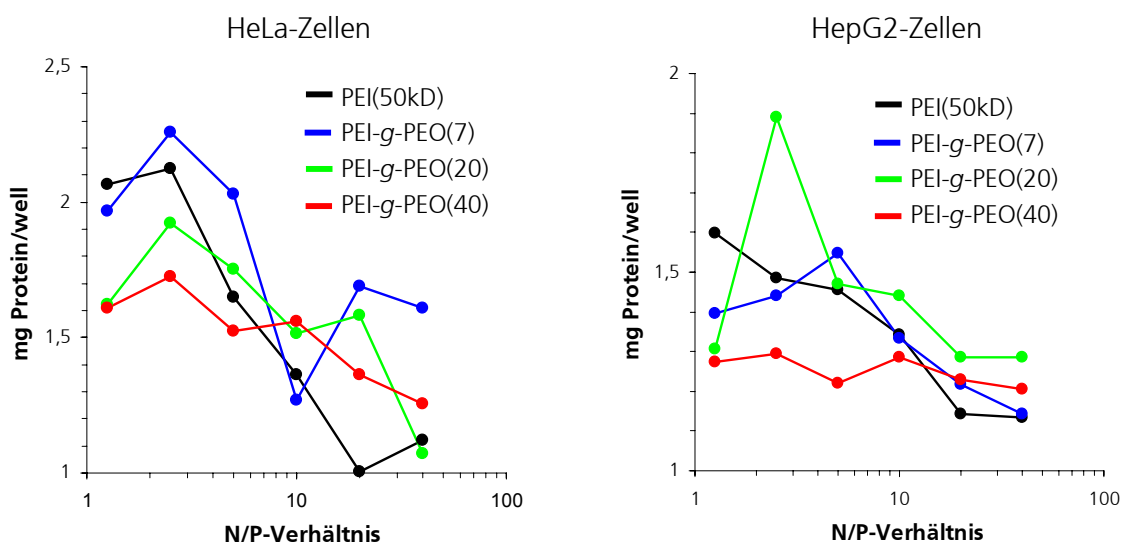 HeLa-Zellen
2,5
2
1,5
1
mg Protein/well
PEI(50kD)
PEI-g-PEO(7)
PEI-g-PEO(20)
PEI-g-PEO(40)
1
10
100
N/P-Verhältnis
HepG2-Zellen
2
1,5
1
mg Protein/well
PEI(50kD)
PEI-g-PEO(7)
PEI-g-PEO(20)
PEI-g-PEO(40)
1
10
100
N/P-Verhältnis